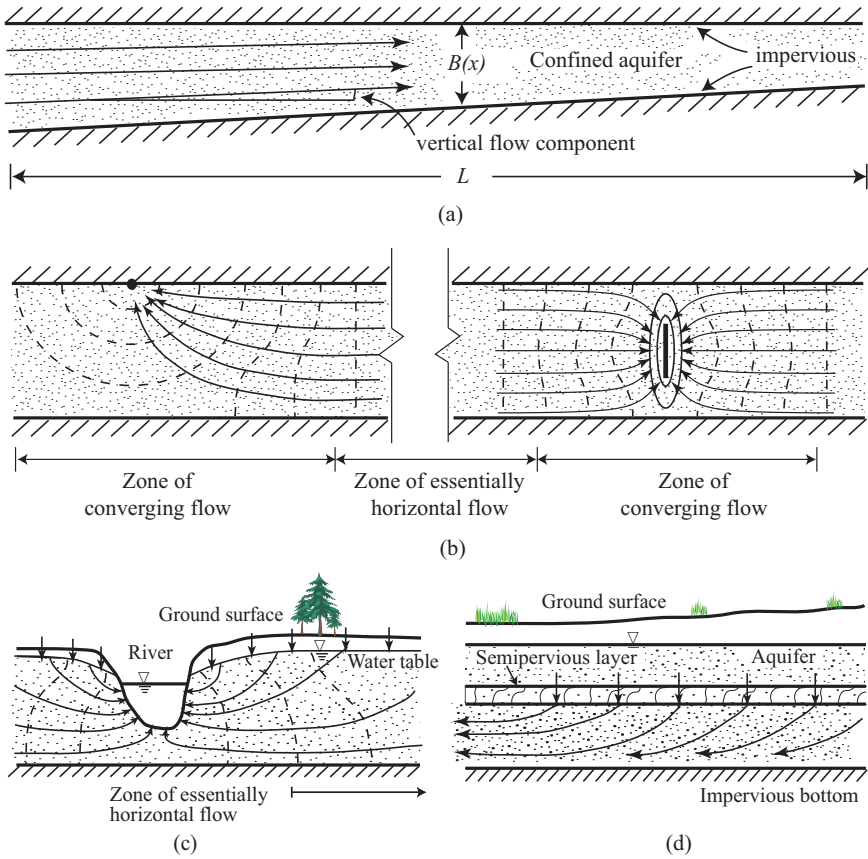 B(x)
Confined aquifer
impervious
vertical flow component
L
(a)
Zone of
converging flow
Zone of essentially
horizontal flow
Zone of
converging flow
(b)
Ground surface
River
Water table
Zone of essentially
horizontal flow
(c)
Ground surface
Semipervious layer
Aquifer
Impervious bottom
(d)